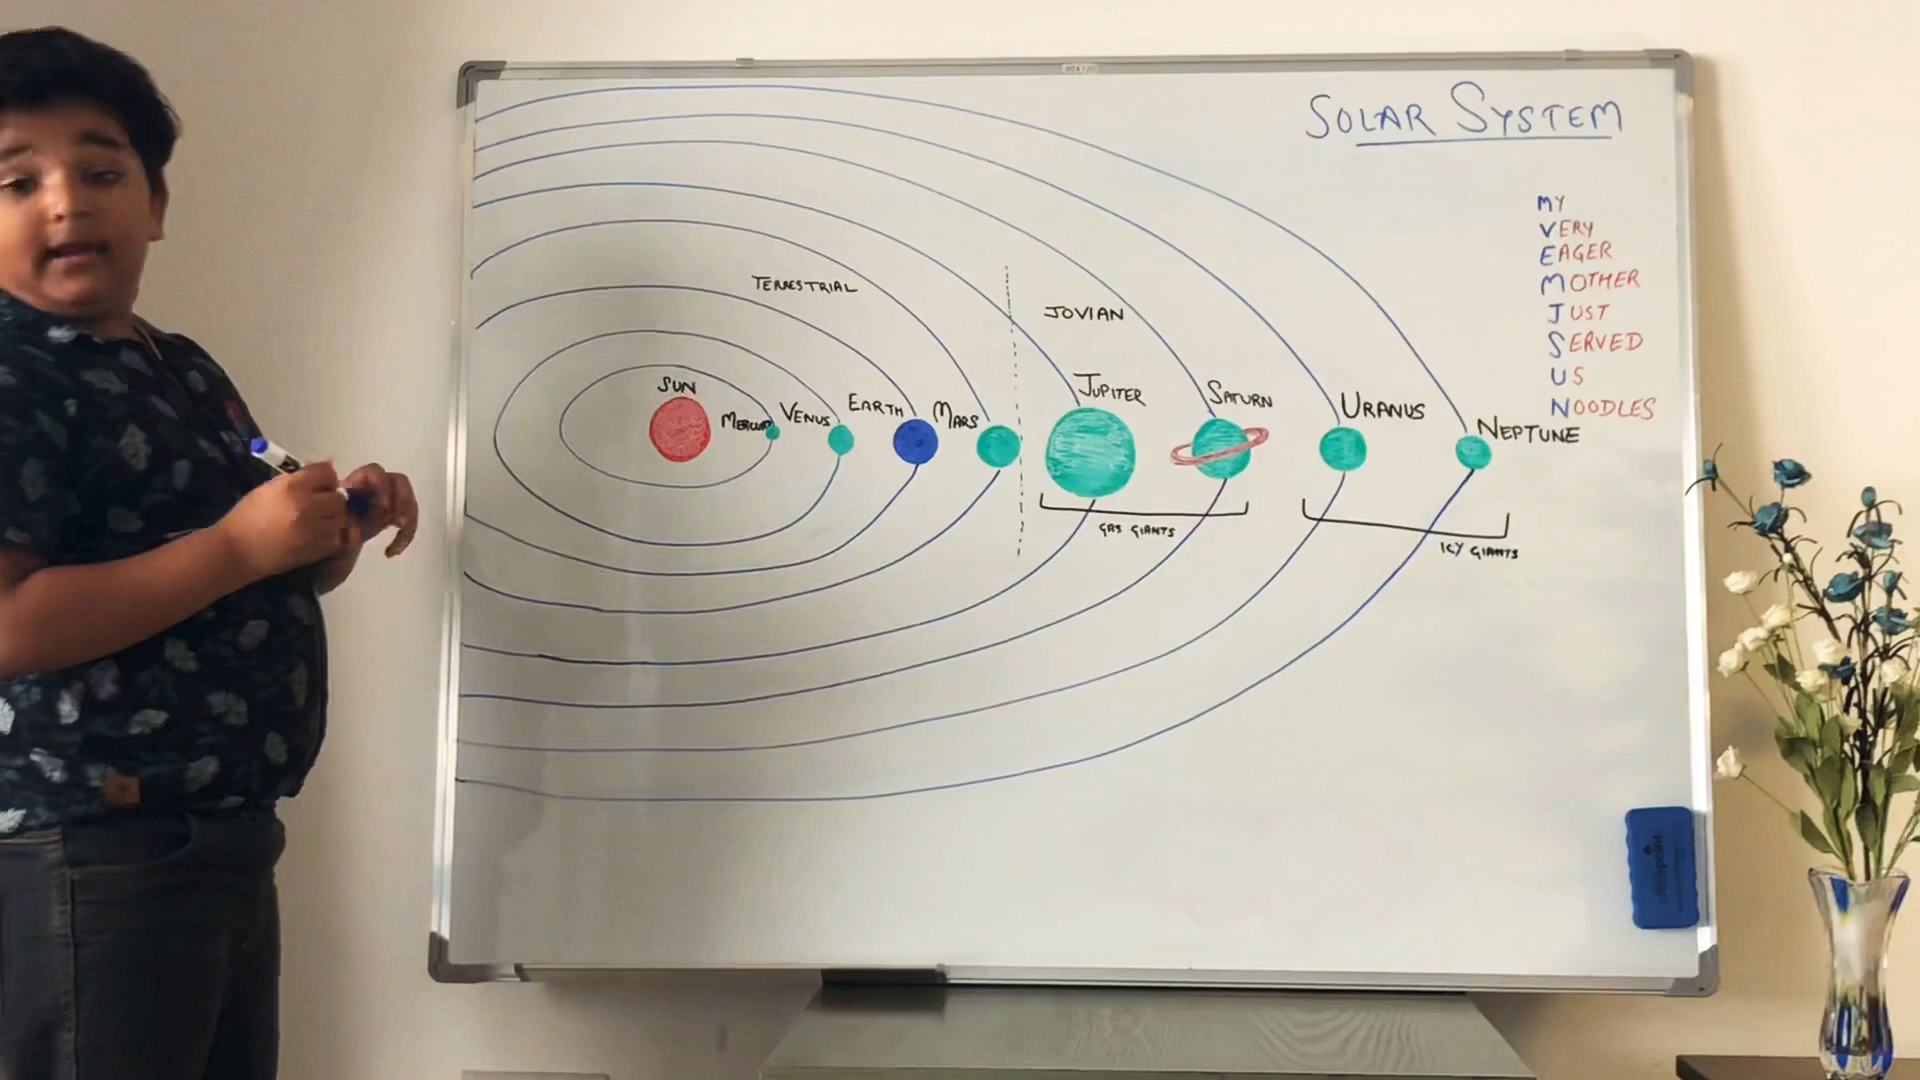 SOLAR SYSTEM
MY
VERY
EAGER
MOTHER
JUST
SERVED
US
NOODLES
TERRESTRIAL
JOVIAN
SUN
MERCURY
VENUS
EARTH
MARS
JUPITER
SATURN
URANUS
NEPTUNE
GAS GIANTS
ICY GIANTS